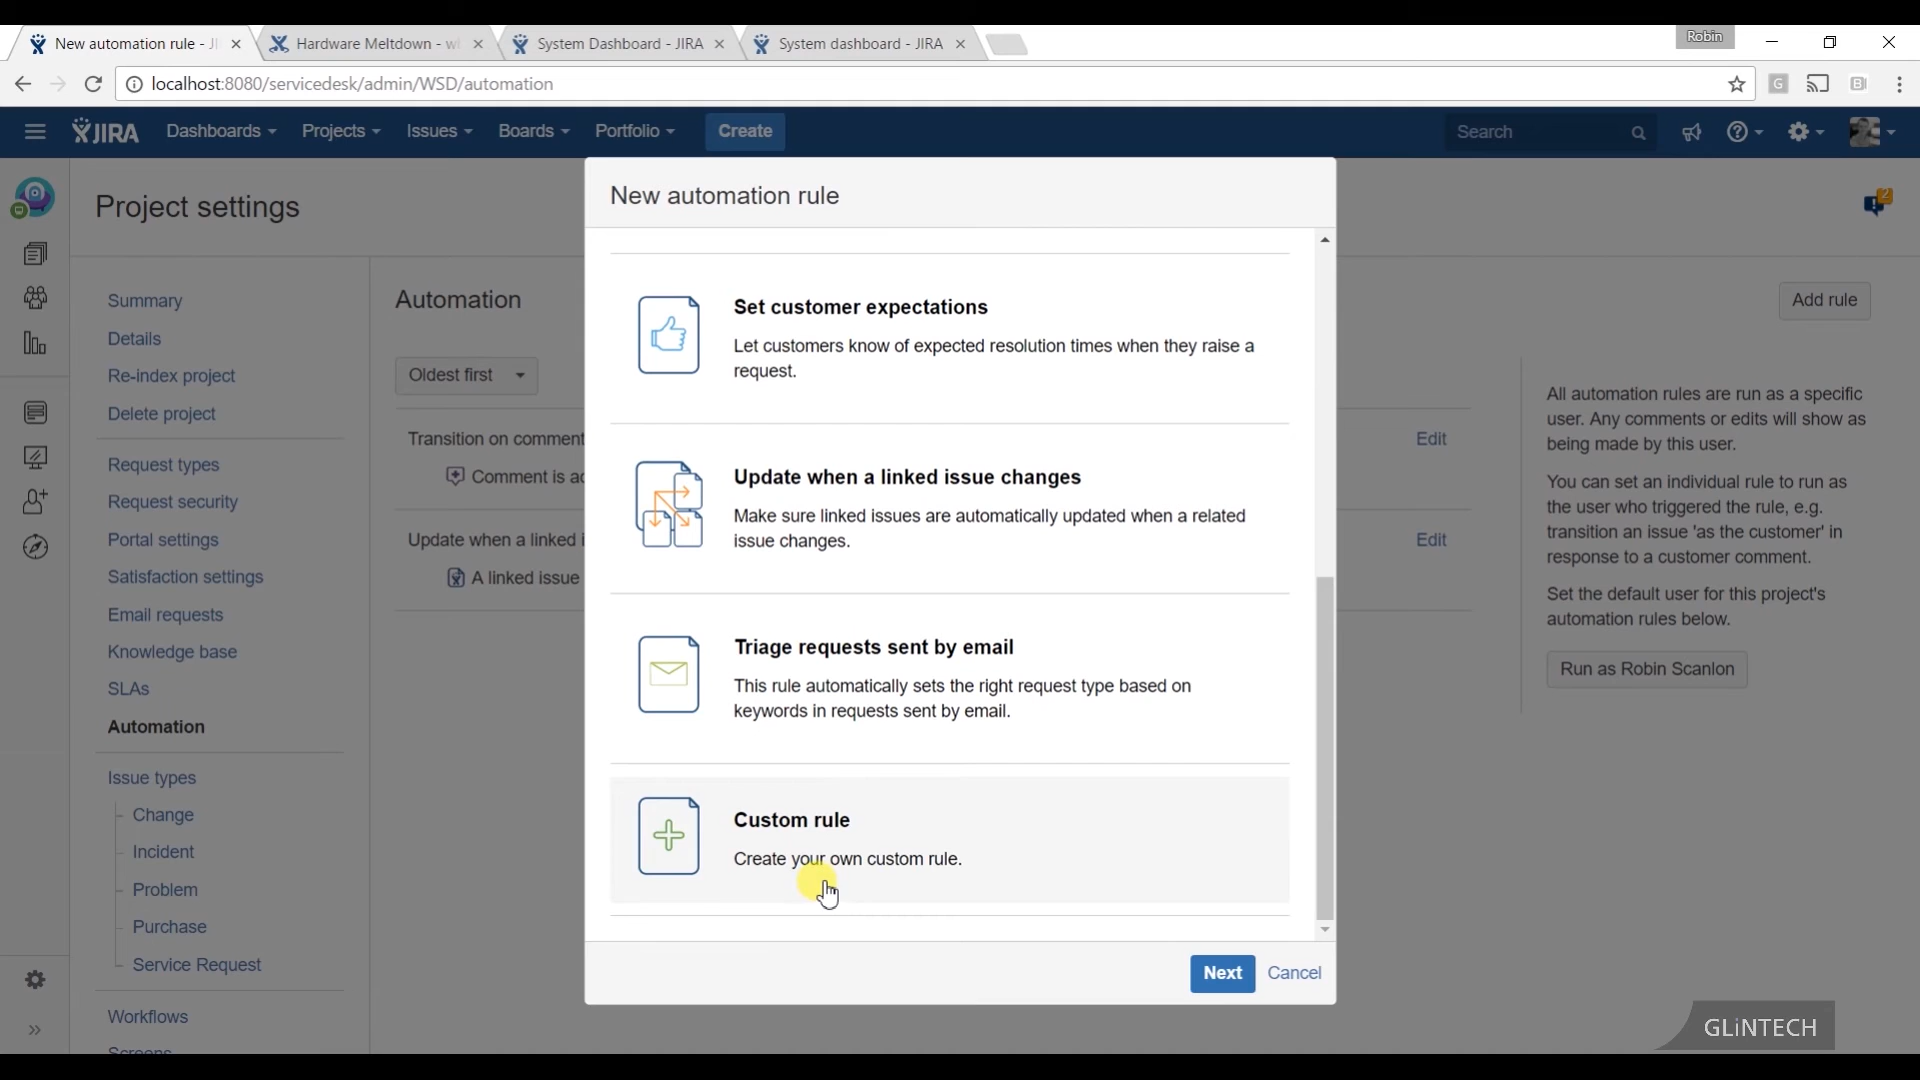 New automation rule - JI
Hardware Meltdown - w
System Dashboard - JIRA
System dashboard - JIRA
Robin
localhost:8080/servicedesk/admin/WSD/automation
JIRA
Dashboards
Projects
Issues
Boards
Portfolio
Create
Search
Project settings
2
New automation rule
Summary
Details
Re-index project
Delete project
Request types
Request security
Portal settings
Satisfaction settings
Email requests
Knowledge base
SLAs
Automation
Issue types
Change
Incident
Problem
Purchase
Service Request
Workflows
Screens
Automation
Add rule
Oldest first
Transition on comment
Edit
Comment is ad
Update when a linked i
Edit
A linked issue
Set customer expectations
Let customers know of expected resolution times when they raise a
request.
Update when a linked issue changes
Make sure linked issues are automatically updated when a related
issue changes.
Triage requests sent by email
This rule automatically sets the right request type based on
keywords in requests sent by email.
Custom rule
Create your own custom rule.
Next
Cancel
All automation rules are run as a specific
user. Any comments or edits will show as
being made by this user.
You can set an individual rule to run as
the user who triggered the rule, e.g.
transition an issue 'as the customer' in
response to a customer comment.
Set the default user for this project's
automation rules below.
Run as Robin Scanlon
GLiNTECH